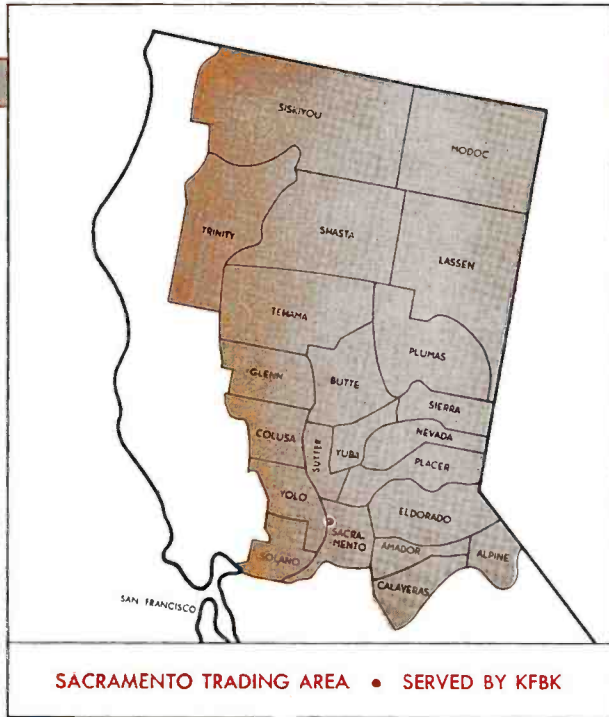 SISKIYOU
MODOC
TRINITY
SHASTA
LASSEN
TEHAMA
PLUMAS
GLENN
BUTTE
SIERRA
COLUSA
SUTTER
YUBA
NEVADA
PLACER
YOLO
ELDORADO
SACRA-
MENTO
SOLANO
AMADOR
ALPINE
CALAVERAS
SAN FRANCISCO
SACRAMENTO TRADING AREA • SERVED BY KFBK